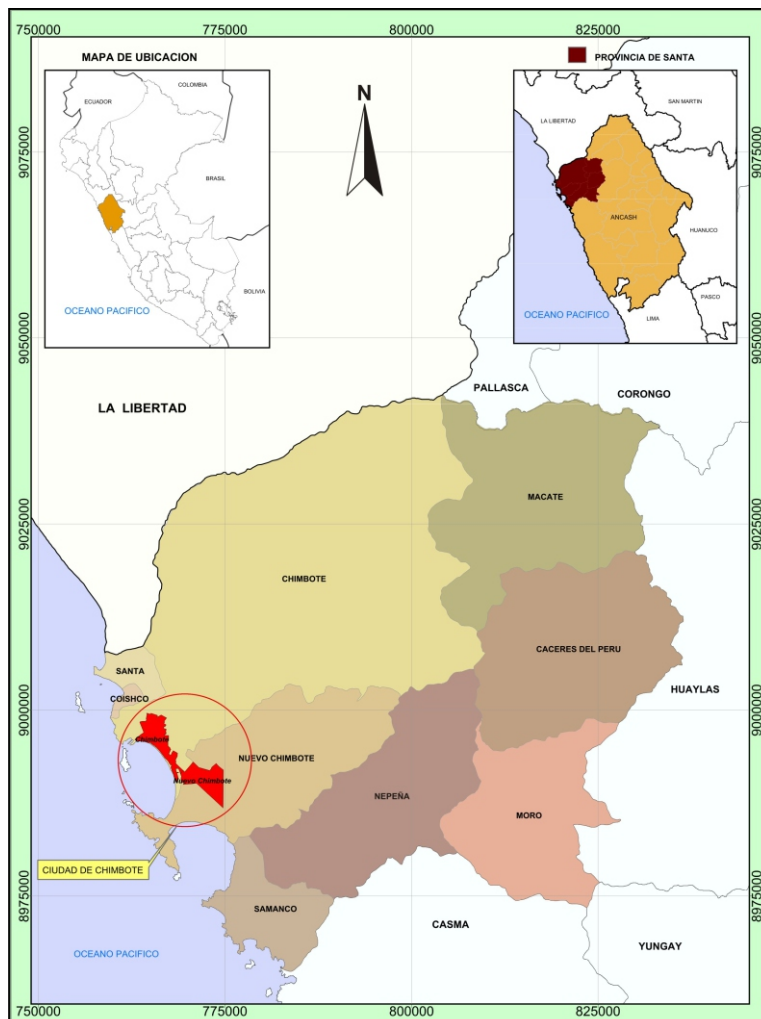 750000 775000 800000 825000
MAPA DE UBICACION
PROVINCIA DE SANTA
N
COLOMBIA
ECUADOR
BRASIL
BOLIVIA
OCEANO PACIFICO
SAN MARTIN
LA LIBERTAD
ANCASH
HUANUCO
PASCO
LIMA
OCEANO PACIFICO
9075000 9075000
9050000 9050000
PALLASCA
CORONGO
LA LIBERTAD
MACATE
9025000 9025000
CHIMBOTE
CACERES DEL PERU
SANTA
COISHCO
HUAYLAS
9000000 9000000
Chimbote
NUEVO CHIMBOTE
Nuevo Chimbote
NEPEÑA
MORO
CIUDAD DE CHIMBOTE
8975000 8975000
SAMANCO
CASMA
YUNGAY
OCEANO PACIFICO
750000 775000 800000 825000